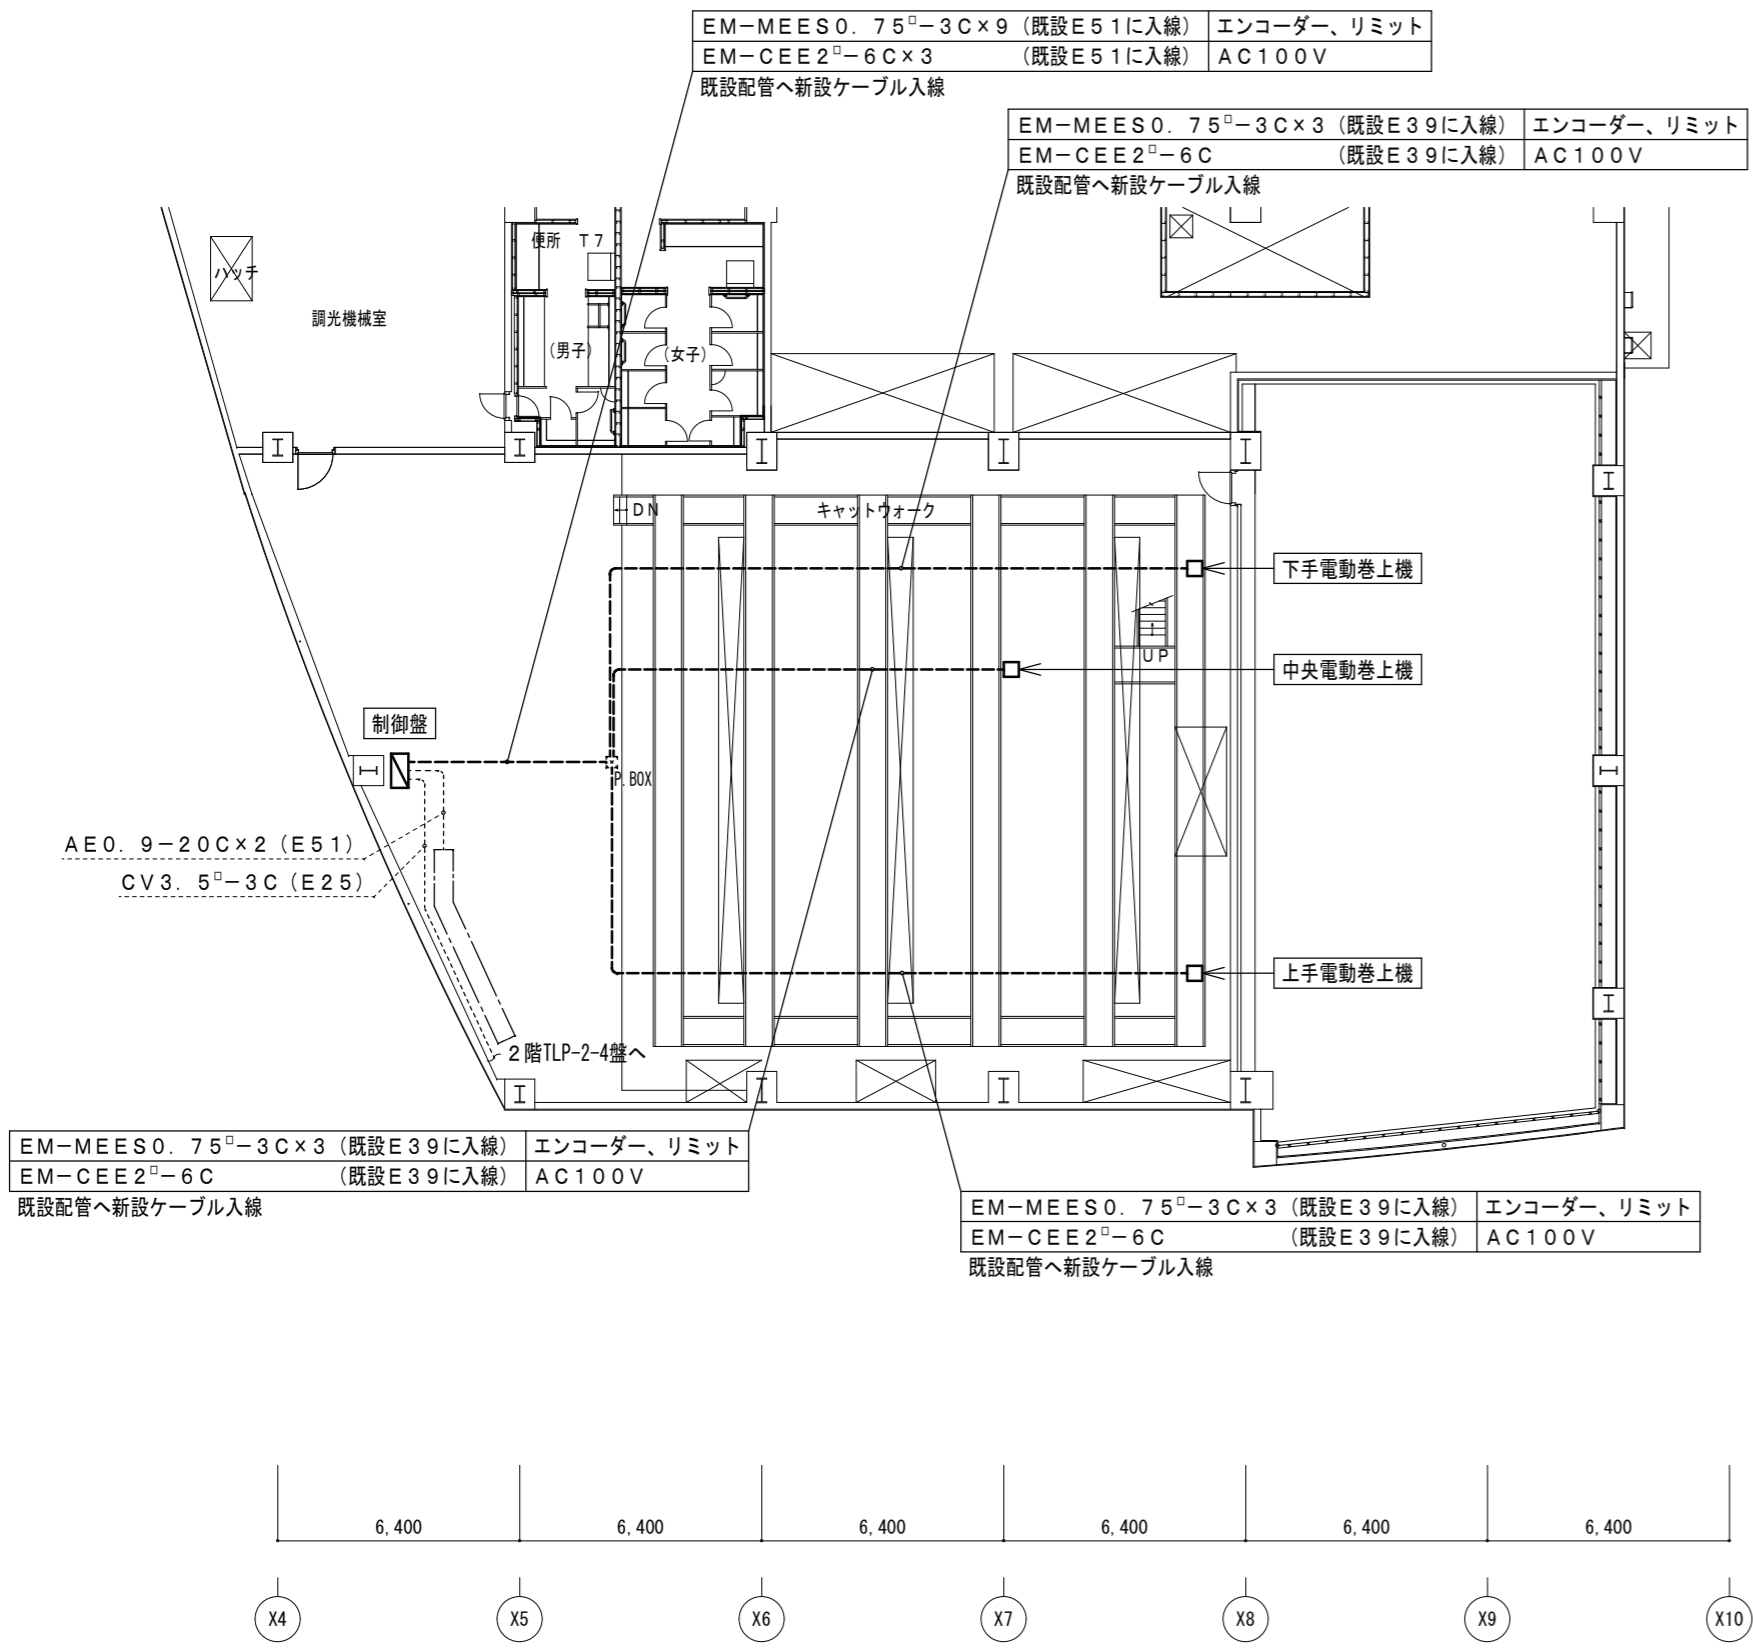 EM－MEES０．７５□－３C×９（既設E５１に入線） エンコーダー、リミット
EM－CEE２□－６C×３　（既設E５１に入線） AC１００V
既設配管へ新設ケーブル入線
EM－MEES０．７５□－３C×３（既設E３９に入線） エンコーダー、リミット
EM－CEE２□－６C　（既設E３９に入線） AC１００V
既設配管へ新設ケーブル入線
便所　T７
ハッチ
調光機械室
（男子）
（女子）
DN
キャットウォーク
下手電動巻上機
UP
中央電動巻上機
制御盤
P.BOX
AE０．９－２０C×２（E５１）
CV３．５□－３C（E２５）
上手電動巻上機
２階TLP-2-4盤へ
EM－MEES０．７５□－３C×３（既設E３９に入線） エンコーダー、リミット
EM－CEE２□－６C　（既設E３９に入線） AC１００V
既設配管へ新設ケーブル入線
EM－MEES０．７５□－３C×３（既設E３９に入線） エンコーダー、リミット
EM－CEE２□－６C　（既設E３９に入線） AC１００V
既設配管へ新設ケーブル入線
6,400 6,400 6,400 6,400 6,400 6,400
X4 X5 X6 X7 X8 X9 X10